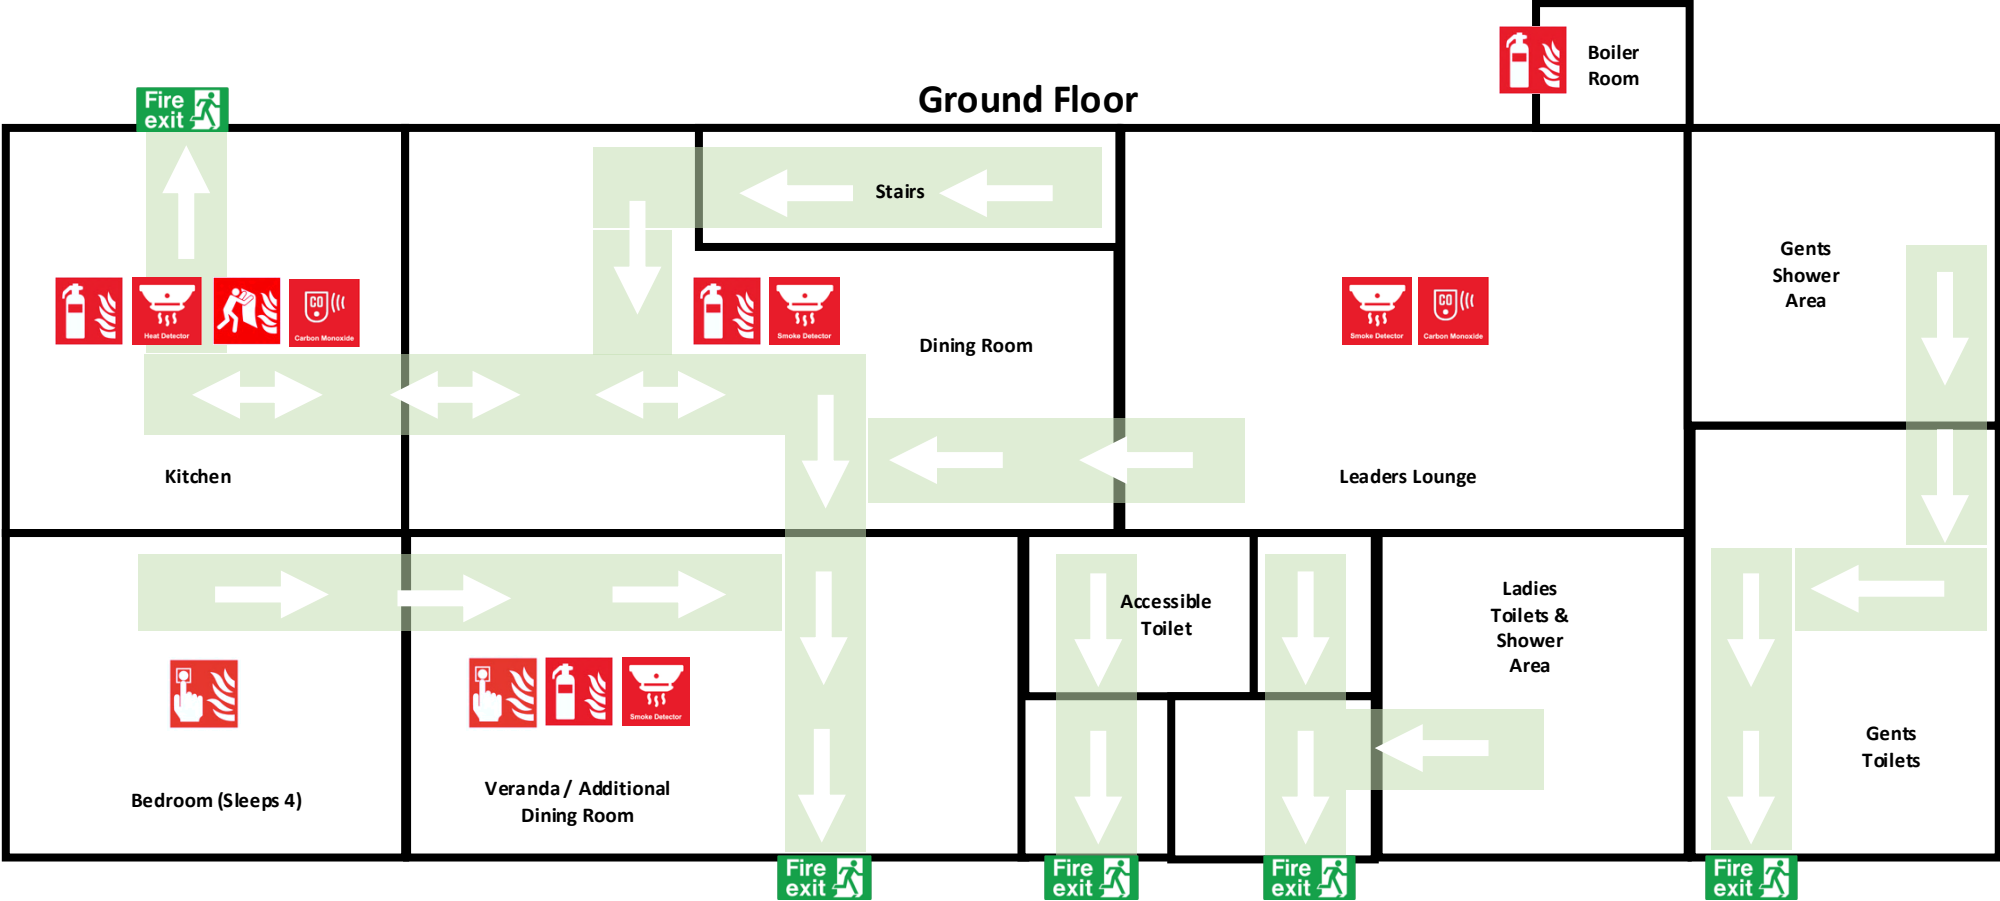 Boiler
Room
Ground Floor
Fire
exit
Stairs
Gents
Shower
Area
Heat Detector
CO
Carbon Monoxide
Smoke Detector
Smoke Detector
CO
Carbon Monoxide
Dining Room
Kitchen
Leaders Lounge
Accessible
Toilet
Ladies
Toilets &
Shower
Area
Smoke Detector
Bedroom (Sleeps 4)
Veranda / Additional
Dining Room
Gents
Toilets
Fire
exit
Fire
exit
Fire
exit
Fire
exit